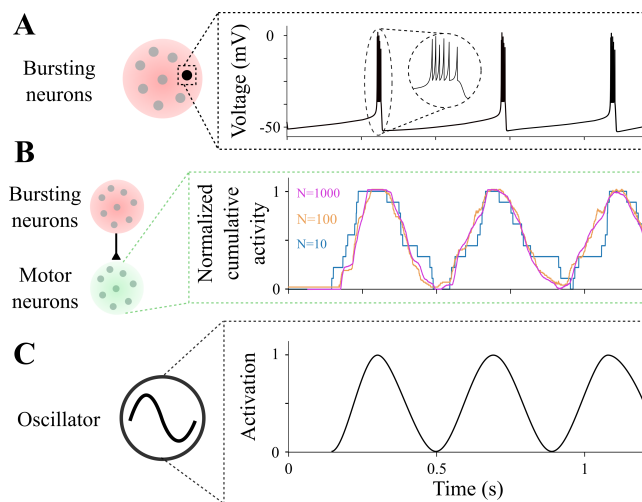 A
Bursting
neurons
Voltage (mV)
0
-50
B
Bursting
neurons
Motor
neurons
Normalized
cumulative
activity
1
0
N=1000
N=100
N=10
C
Oscillator
Activation
1
0
0
0.5
1
Time (s)